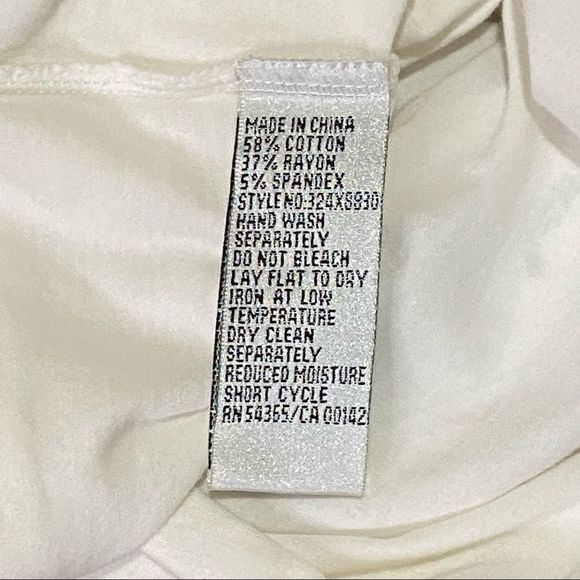 MADE IN CHINA
58% COTTON
37% RAYON
5% SPANDEX
STYLE NO:324X6930
HAND WASH
SEPARATELY
DO NOT BLEACH
LAY FLAT TO DRY
IRON AT LOW
TEMPERATURE
DRY CLEAN
SEPARATELY
REDUCED MOISTURE
SHORT CYCLE
RN 54365/CA 00142